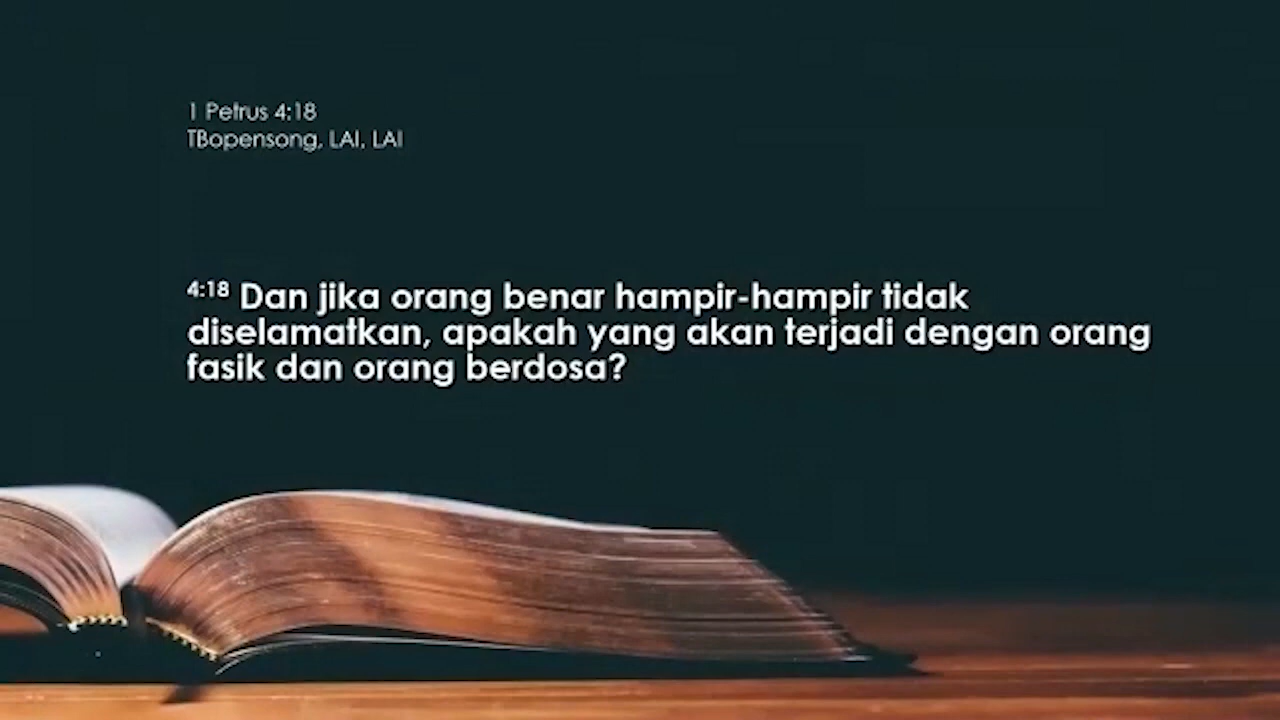 1 Petrus 4:18
TBopensong, LAI, LAI
4:18 Dan jika orang benar hampir-hampir tidak
diselamatkan, apakah yang akan terjadi dengan orang
fasik dan orang berdosa?